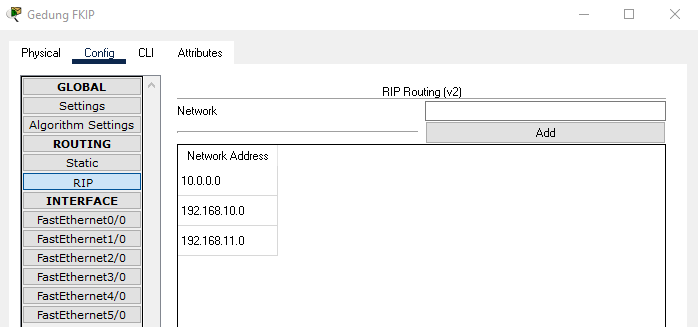 Gedung FKIP
Physical Config CLI Attributes
GLOBAL
Settings
Algorithm Settings
ROUTING
Static
RIP
INTERFACE
FastEthernet0/0
FastEthernet1/0
FastEthernet2/0
FastEthernet3/0
FastEthernet4/0
FastEthernet5/0
RIP Routing (v2)
Network
Add
Network Address
10.0.0.0
192.168.10.0
192.168.11.0